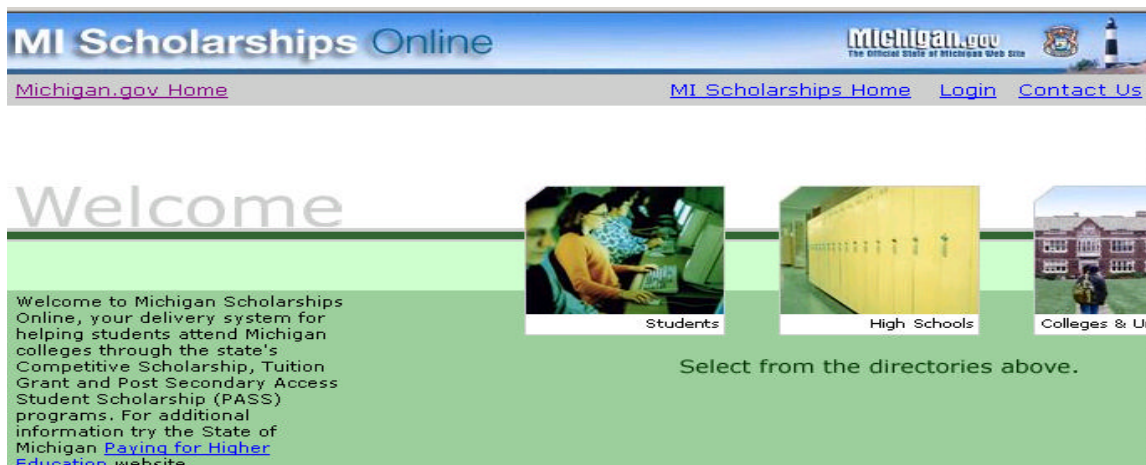 MI Scholarships Online
Michigan.gov
The Official State of Michigan Web Site
Michigan.gov Home
MI Scholarships Home Login Contact Us
Welcome
Students
High Schools
Colleges & U
Welcome to Michigan Scholarships
Online, your delivery system for
helping students attend Michigan
colleges through the state's
Competitive Scholarship, Tuition
Grant and Post Secondary Access
Student Scholarship (PASS)
programs. For additional
information try the State of
Michigan Paying for Higher
Education website
Select from the directories above.